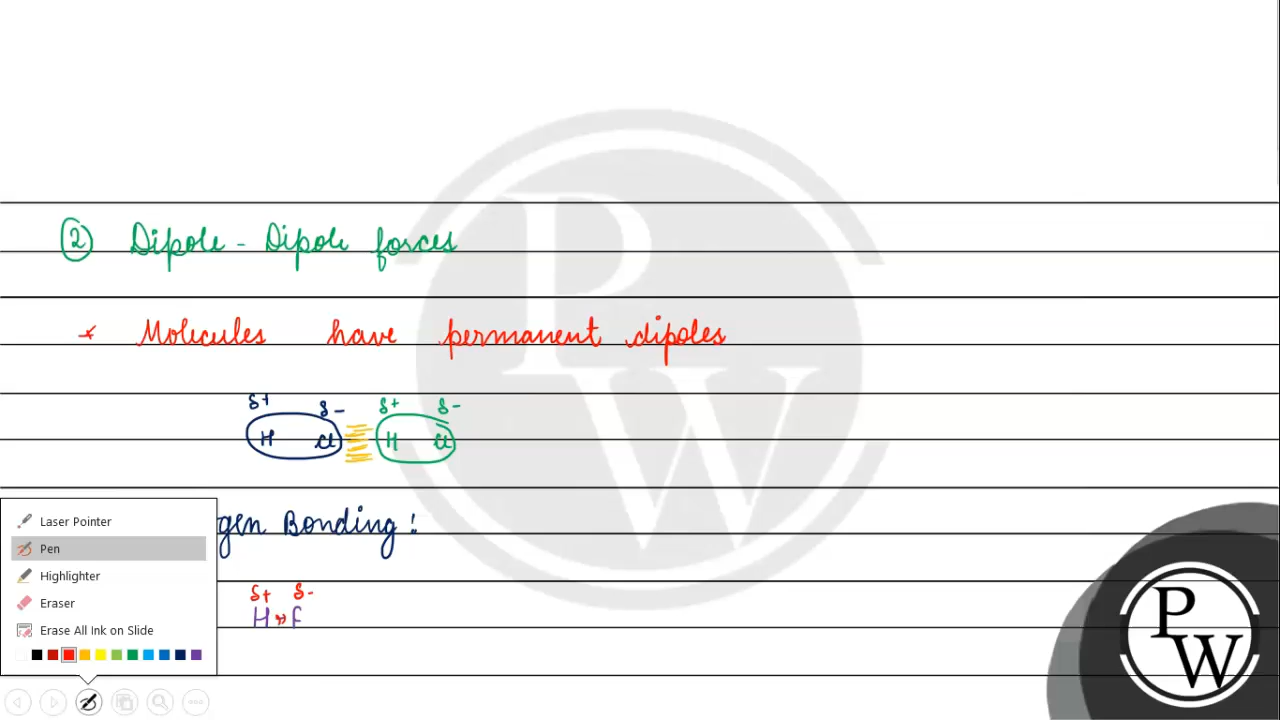 ② Dipole - Dipole forces
* Molecules have permanent dipoles
δ+ δ- δ+ δ-
H Cl H Cl
gen Bonding :
δ+ δ-
H » F
Laser Pointer
Pen
Highlighter
Eraser
Erase All Ink on Slide
P
W
P
W